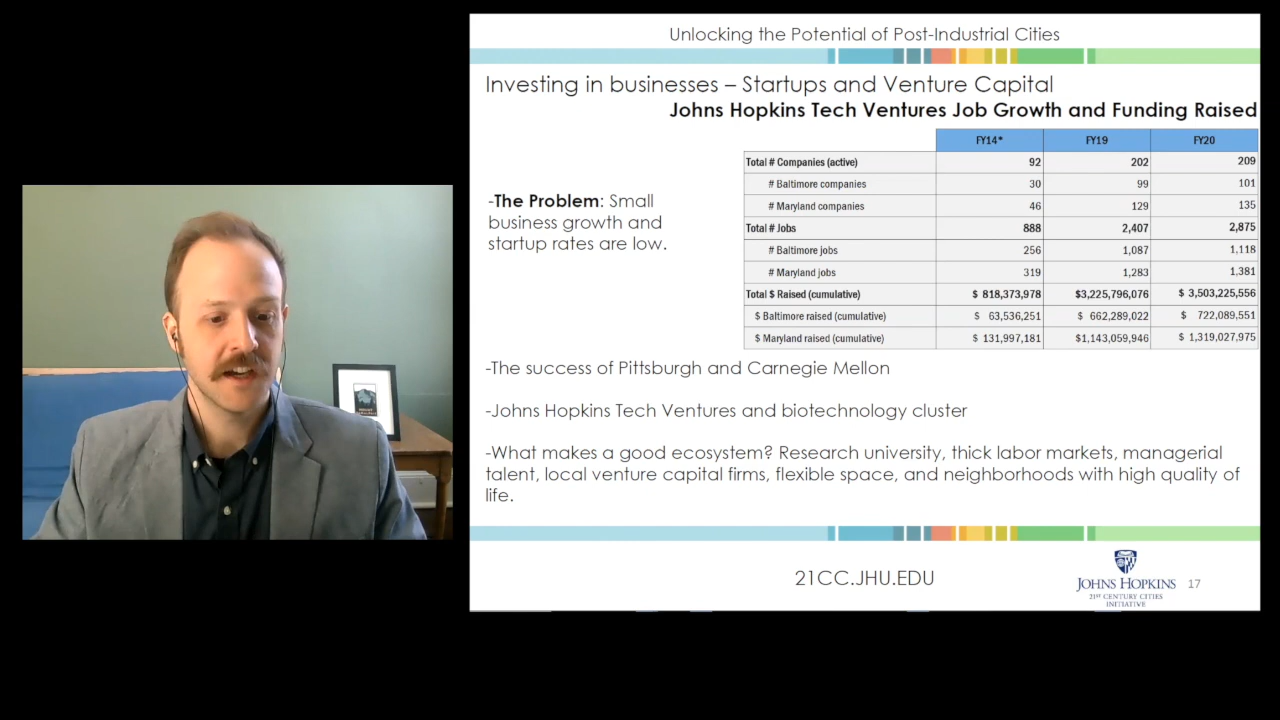 Unlocking the Potential of Post-Industrial Cities
Investing in businesses – Startups and Venture Capital
Johns Hopkins Tech Ventures Job Growth and Funding Raised
FY14* FY19 FY20
Total # Companies (active) 92 202 209
# Baltimore companies 30 99 101
# Maryland companies 46 129 135
Total # Jobs 888 2,407 2,875
# Baltimore jobs 256 1,087 1,118
# Maryland jobs 319 1,283 1,381
Total $ Raised (cumulative) $ 818,373,978 $3,225,796,076 $ 3,503,225,556
$ Baltimore raised (cumulative) $ 63,536,251 $ 662,289,022 $ 722,089,551
$ Maryland raised (cumulative) $ 131,997,181 $1,143,059,946 $ 1,319,027,975
-The Problem: Small
business growth and
startup rates are low.
-The success of Pittsburgh and Carnegie Mellon
-Johns Hopkins Tech Ventures and biotechnology cluster
-What makes a good ecosystem? Research university, thick labor markets, managerial
talent, local venture capital firms, flexible space, and neighborhoods with high quality of
life.
21CC.JHU.EDU
JOHNS HOPKINS
21ST CENTURY CITIES
INITIATIVE
17